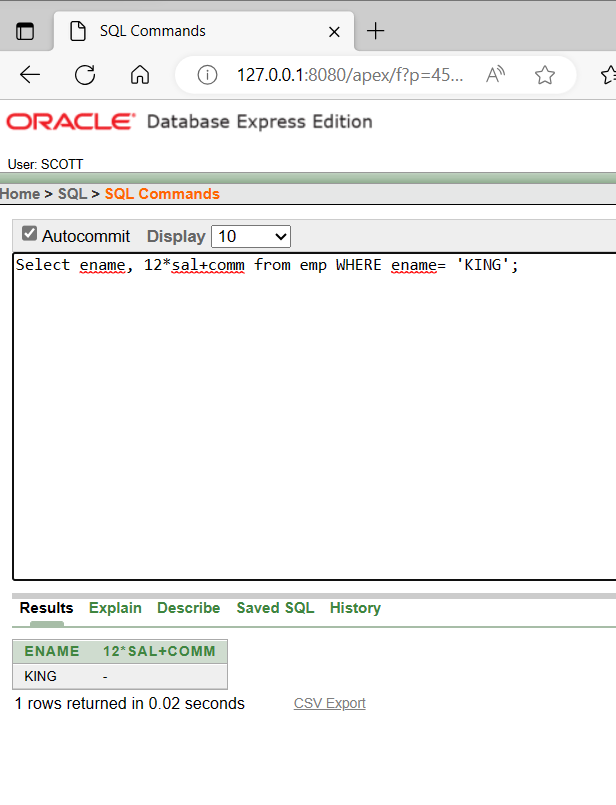 SQL Commands
127.0.0.1:8080/apex/f?p=45...
ORACLE Database Express Edition
User: SCOTT
Home > SQL > SQL Commands
Autocommit Display 10
Select ename, 12*sal+comm from emp WHERE ename= 'KING';
Results Explain Describe Saved SQL History
ENAME 12*SAL+COMM
KING -
1 rows returned in 0.02 seconds CSV Export